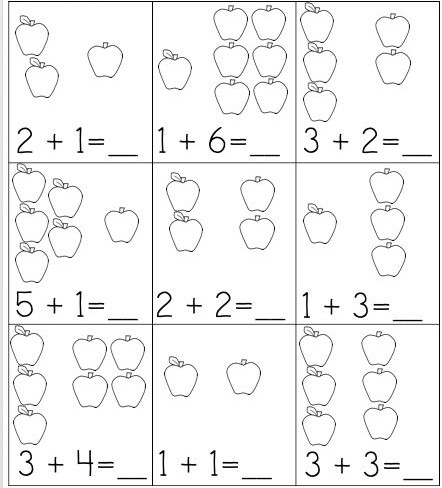 2 + 1=__
1 + 6=__
3 + 2=__
5 + 1=__
2 + 2=__
1 + 3=__
3 + 4=__
1 + 1=__
3 + 3=__